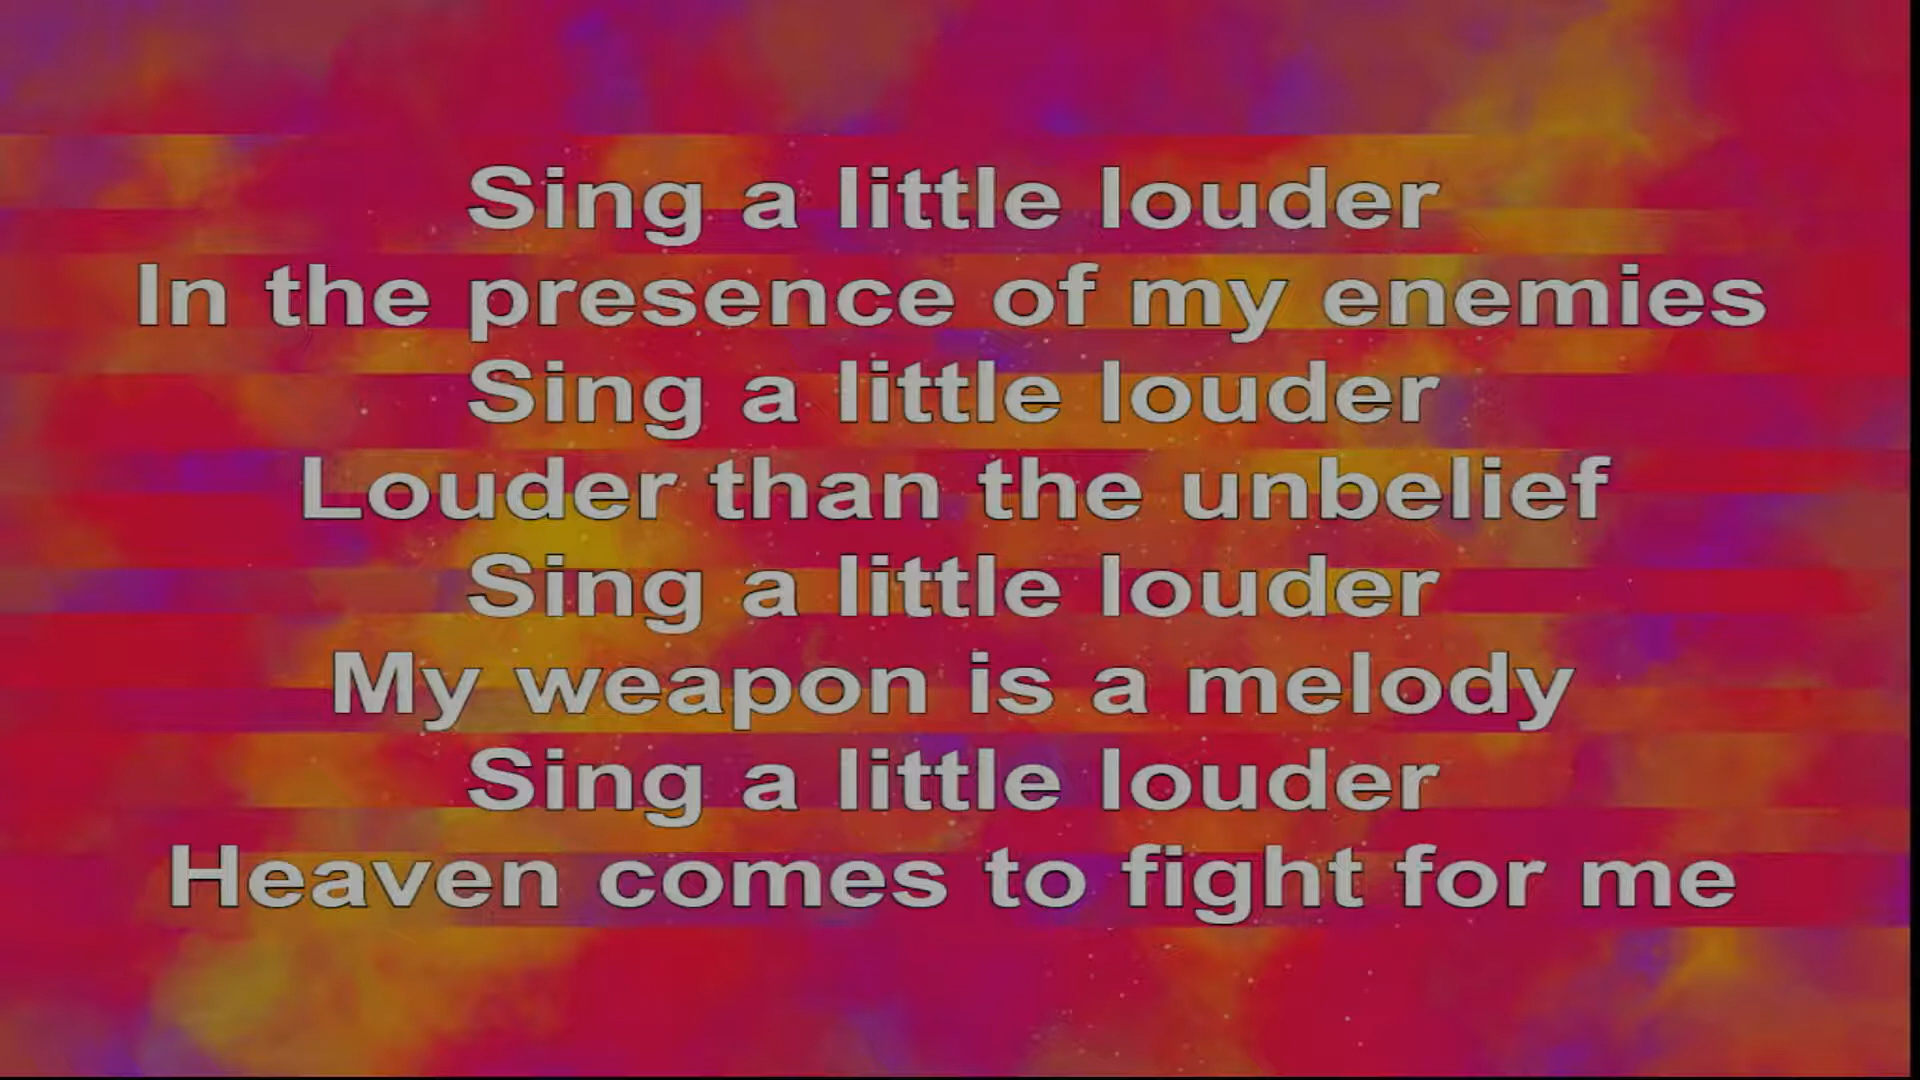 Sing a little louder
In the presence of my enemies
Sing a little louder
Louder than the unbelief
Sing a little louder
My weapon is a melody
Sing a little louder
Heaven comes to fight for me